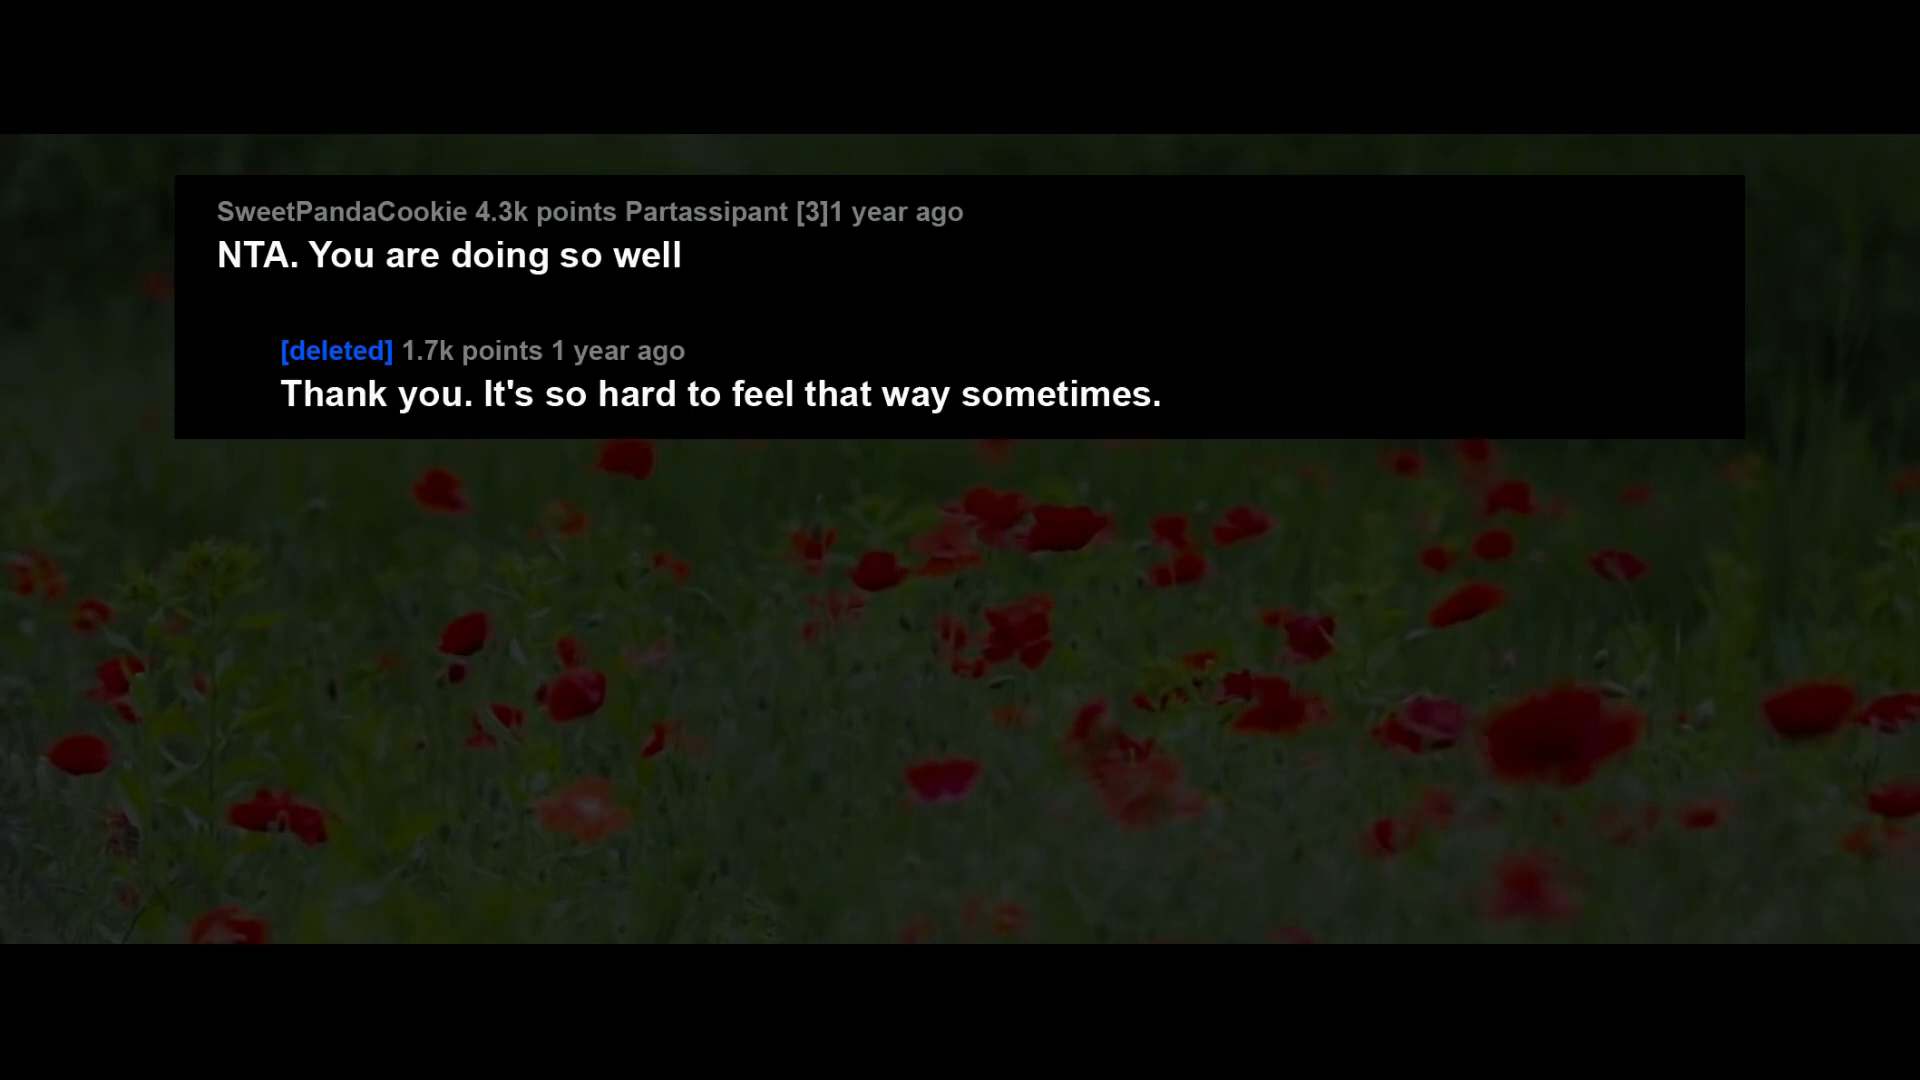 SweetPandaCookie 4.3k points Partassipant [3]1 year ago
NTA. You are doing so well
[deleted] 1.7k points 1 year ago
Thank you. It's so hard to feel that way sometimes.